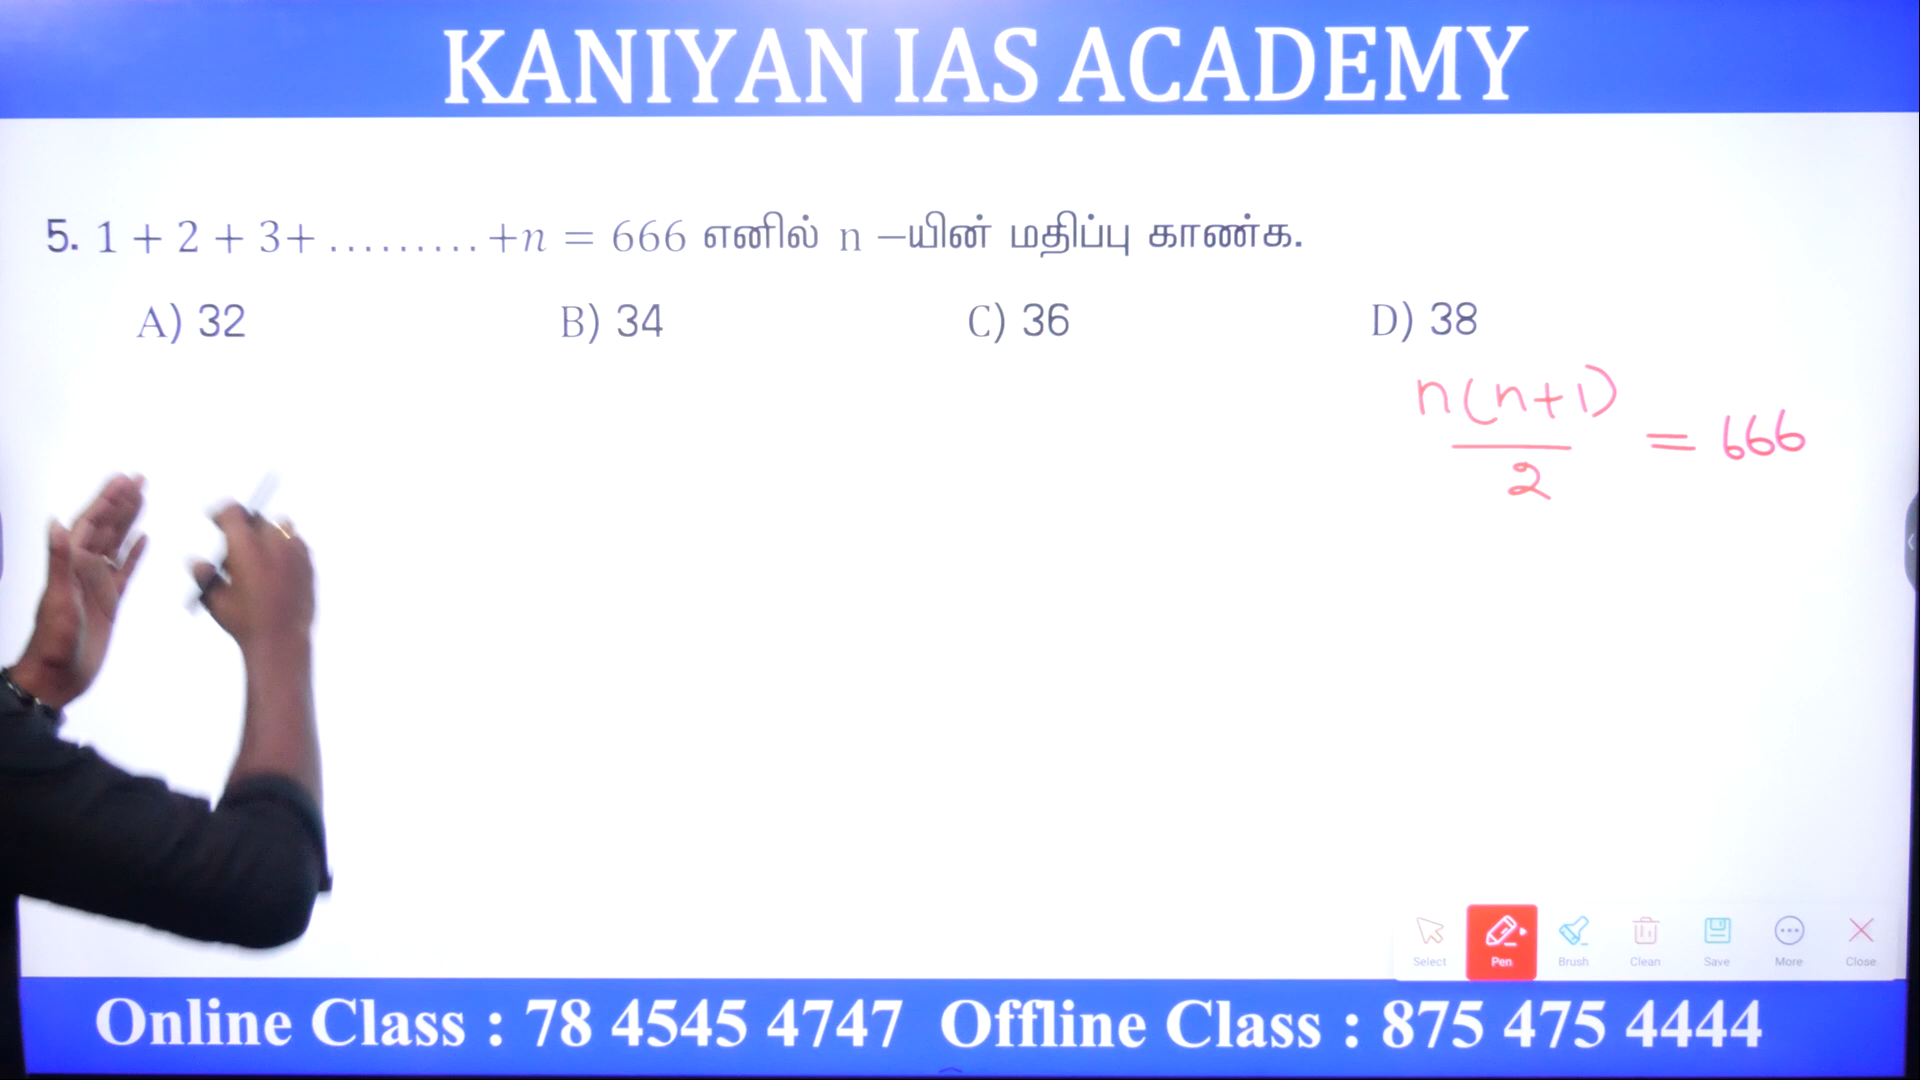 KANIYAN IAS ACADEMY
5. 1 + 2 + 3+ ......... +n = 666 எனில் n –யின் மதிப்பு காண்க.
A) 32 B) 34 C) 36 D) 38
n(n+1)
2
= 666
Select Pen Brush Clean Save More Close
Online Class : 78 4545 4747 Offline Class : 875 475 4444